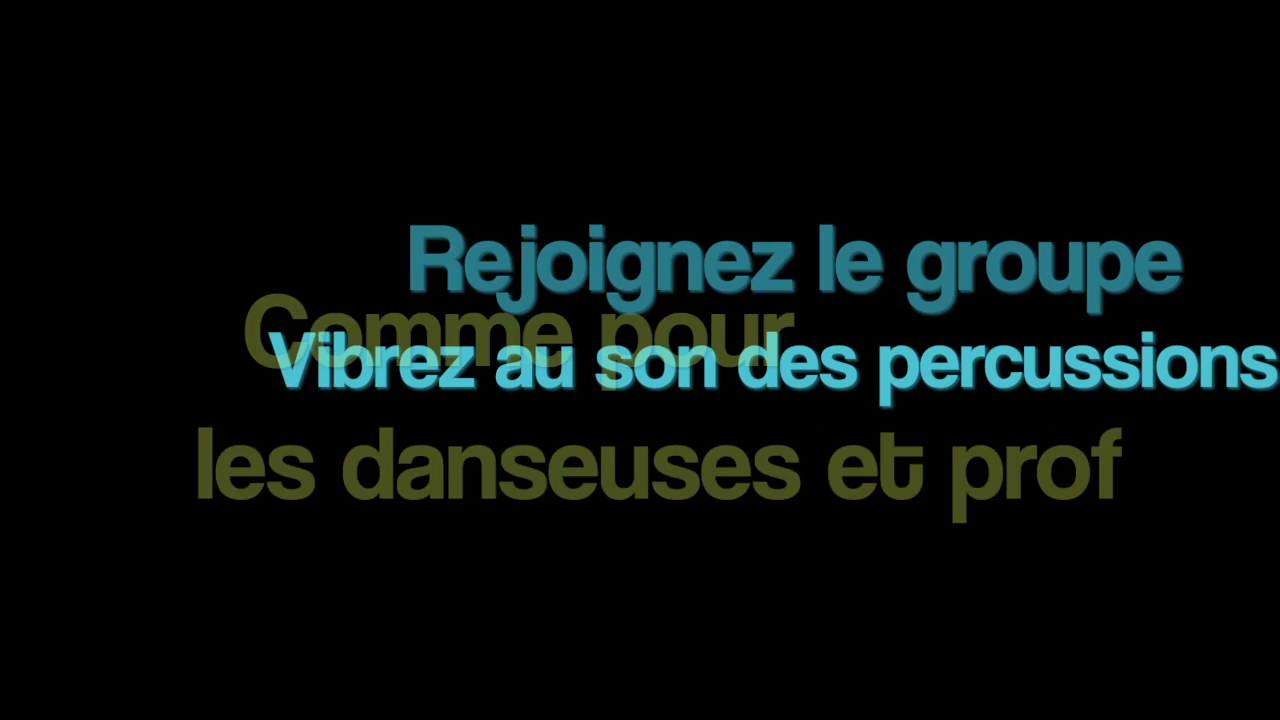 Rejoignez le groupe
Comme pour
Vibrez au son des percussions
les danseuses et prof